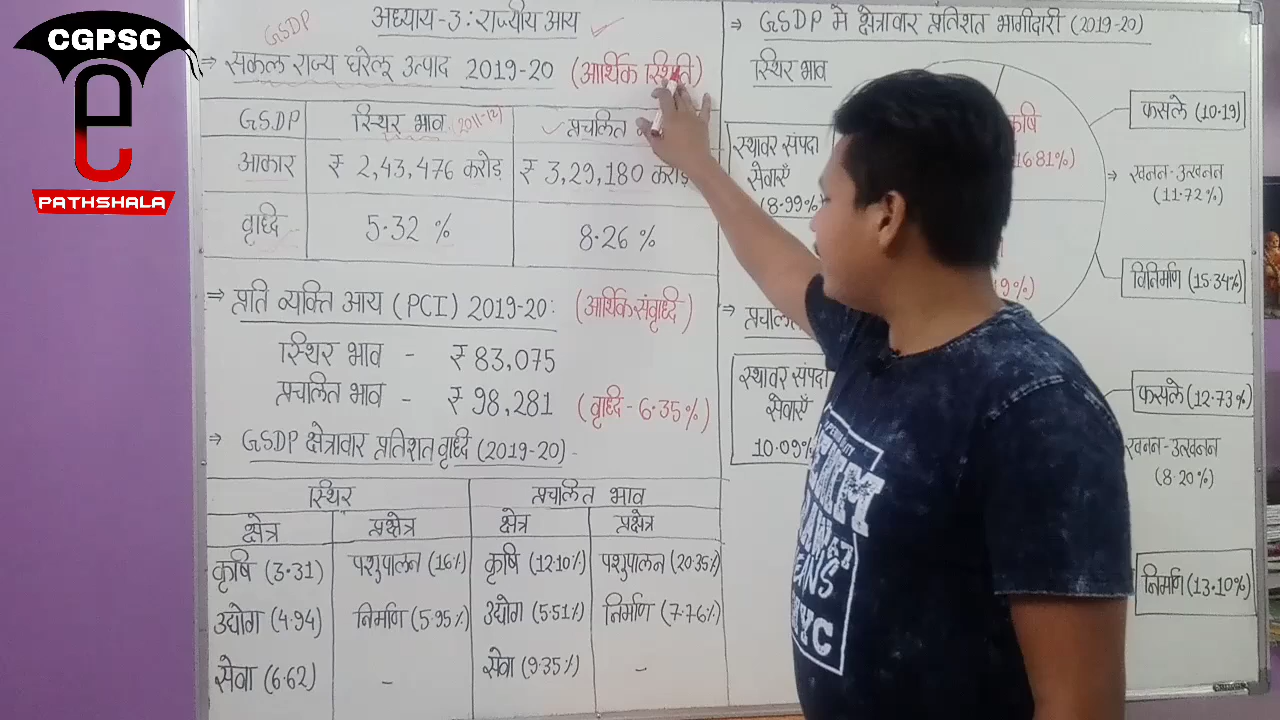 CGPSC
e
PATHSHALA
अध्याय-3: राज्यीय आय
GSDP
⇒ सकल राज्य घरेलू उत्पाद 2019-20 (आर्थिक स्थिति)
GSDP स्थिर भाव (2011-12) प्रचलित
आकार ₹ 2,43,476 करोड़ ₹ 3,29,180 करोड़
वृध्दि 5.32 % 8.26 %
⇒ प्रति व्यक्ति आय (PCI) 2019-20: (आर्थिक संवृध्दि)
स्थिर भाव - ₹ 83,075
प्रचलित भाव - ₹ 98,281 (वृध्दि - 6.35 %)
⇒ GSDP क्षेत्रावार प्रतिशत वृध्दि (2019-20) -
स्थिर प्रचलित भाव
क्षेत्र प्रक्षेत्र क्षेत्र प्रक्षेत्र
कृषि (3.31) पशुपालन (16%) कृषि (12.10%) पशुपालन (20.35%)
उद्योग (4.94) निर्माण (5.95%) उद्योग (5.51%) निर्माण (7.76%)
सेवा (6.62) - सेवा (9.35%) -
⇒ GSDP में क्षेत्रावार प्रतिशत भागीदारी (2019-20)
स्थिर भाव
स्थावर संपदा
सेवाएँ
(8.99%)
16.81%)
फसले (10.19)
⇒ खनन-उत्खनन
(11.72%)
विनिर्माण (15.34%)
⇒
स्थावर संपदा
सेवाएँ
10.09%
फसले (12.73%)
खनन-उत्खनन
(8.20%)
निर्माण (13.10%)